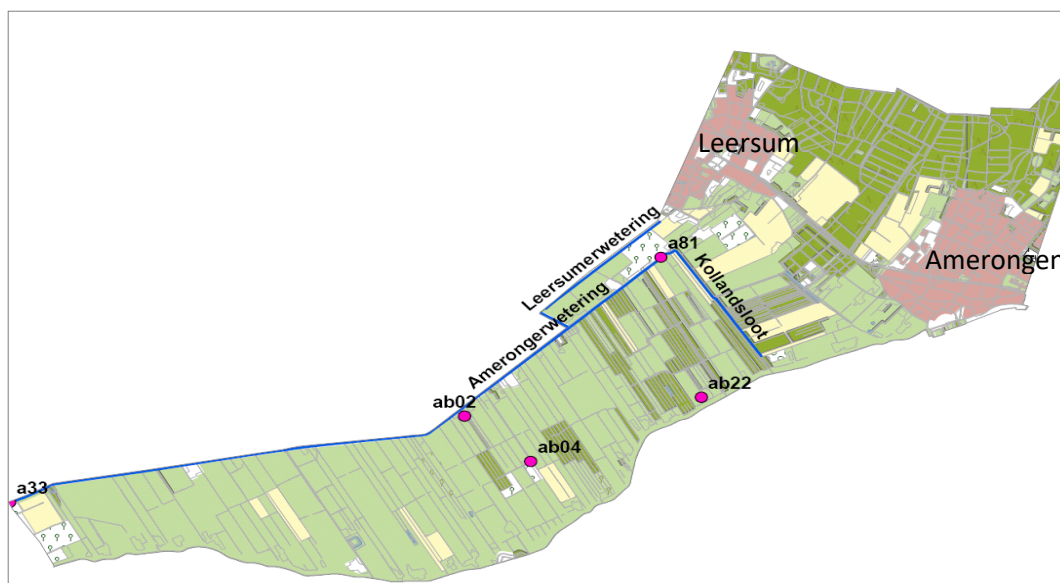 Leersum
Leersumerwetering
a81
Kollandsloot
Amerongen
Amerongerwetering
ab02
ab22
ab04
a33